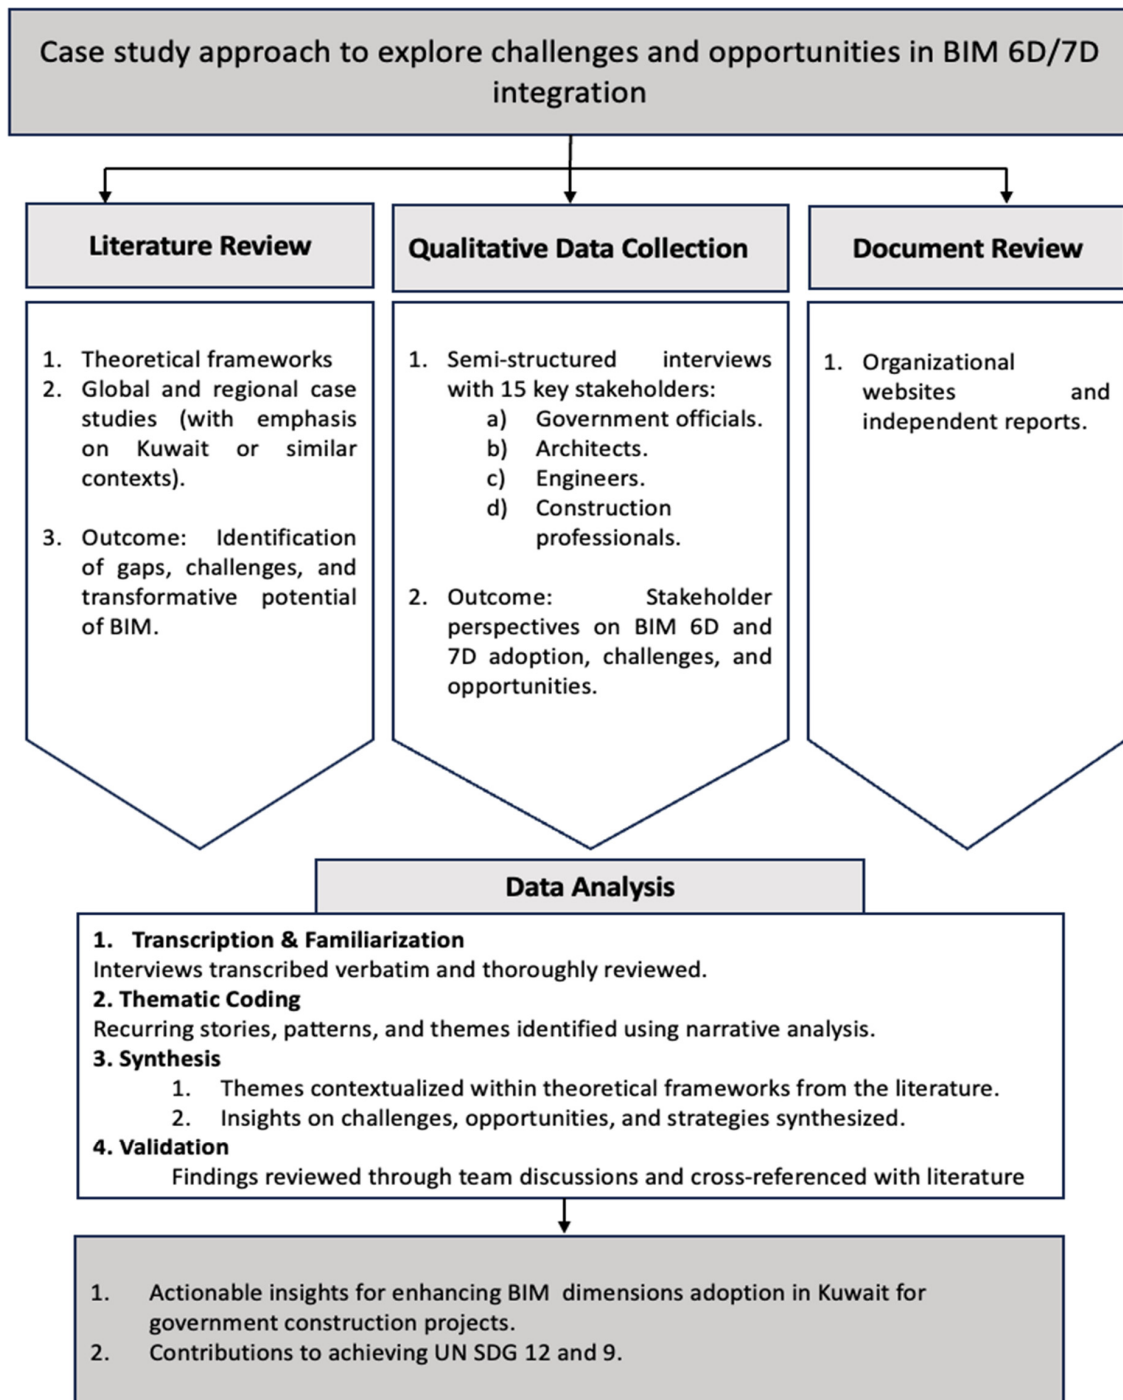 Case study approach to explore challenges and opportunities in BIM 6D/7D
integration
Literature Review
1. Theoretical frameworks
2. Global and regional case
studies (with emphasis
on Kuwait or similar
contexts).
3. Outcome: Identification
of gaps, challenges, and
transformative potential
of BIM.
Qualitative Data Collection
1. Semi-structured interviews
with 15 key stakeholders:
a) Government officials.
b) Architects.
c) Engineers.
d) Construction
professionals.
2. Outcome: Stakeholder
perspectives on BIM 6D and
7D adoption, challenges, and
opportunities.
Document Review
1. Organizational
websites and
independent reports.
Data Analysis
1. Transcription & Familiarization
Interviews transcribed verbatim and thoroughly reviewed.
2. Thematic Coding
Recurring stories, patterns, and themes identified using narrative analysis.
3. Synthesis
1. Themes contextualized within theoretical frameworks from the literature.
2. Insights on challenges, opportunities, and strategies synthesized.
4. Validation
Findings reviewed through team discussions and cross-referenced with literature
1. Actionable insights for enhancing BIM dimensions adoption in Kuwait for
government construction projects.
2. Contributions to achieving UN SDG 12 and 9.